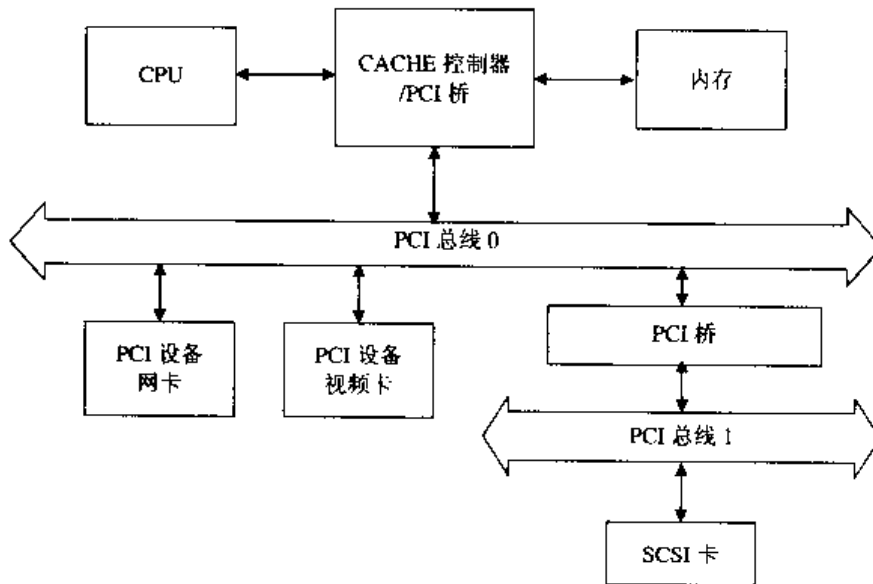 CPU
CACHE 控制器
/PCI 桥
内存
PCI 总线 0
PCI 设备
网卡
PCI 设备
视频卡
PCI 桥
PCI 总线 1
SCSI 卡